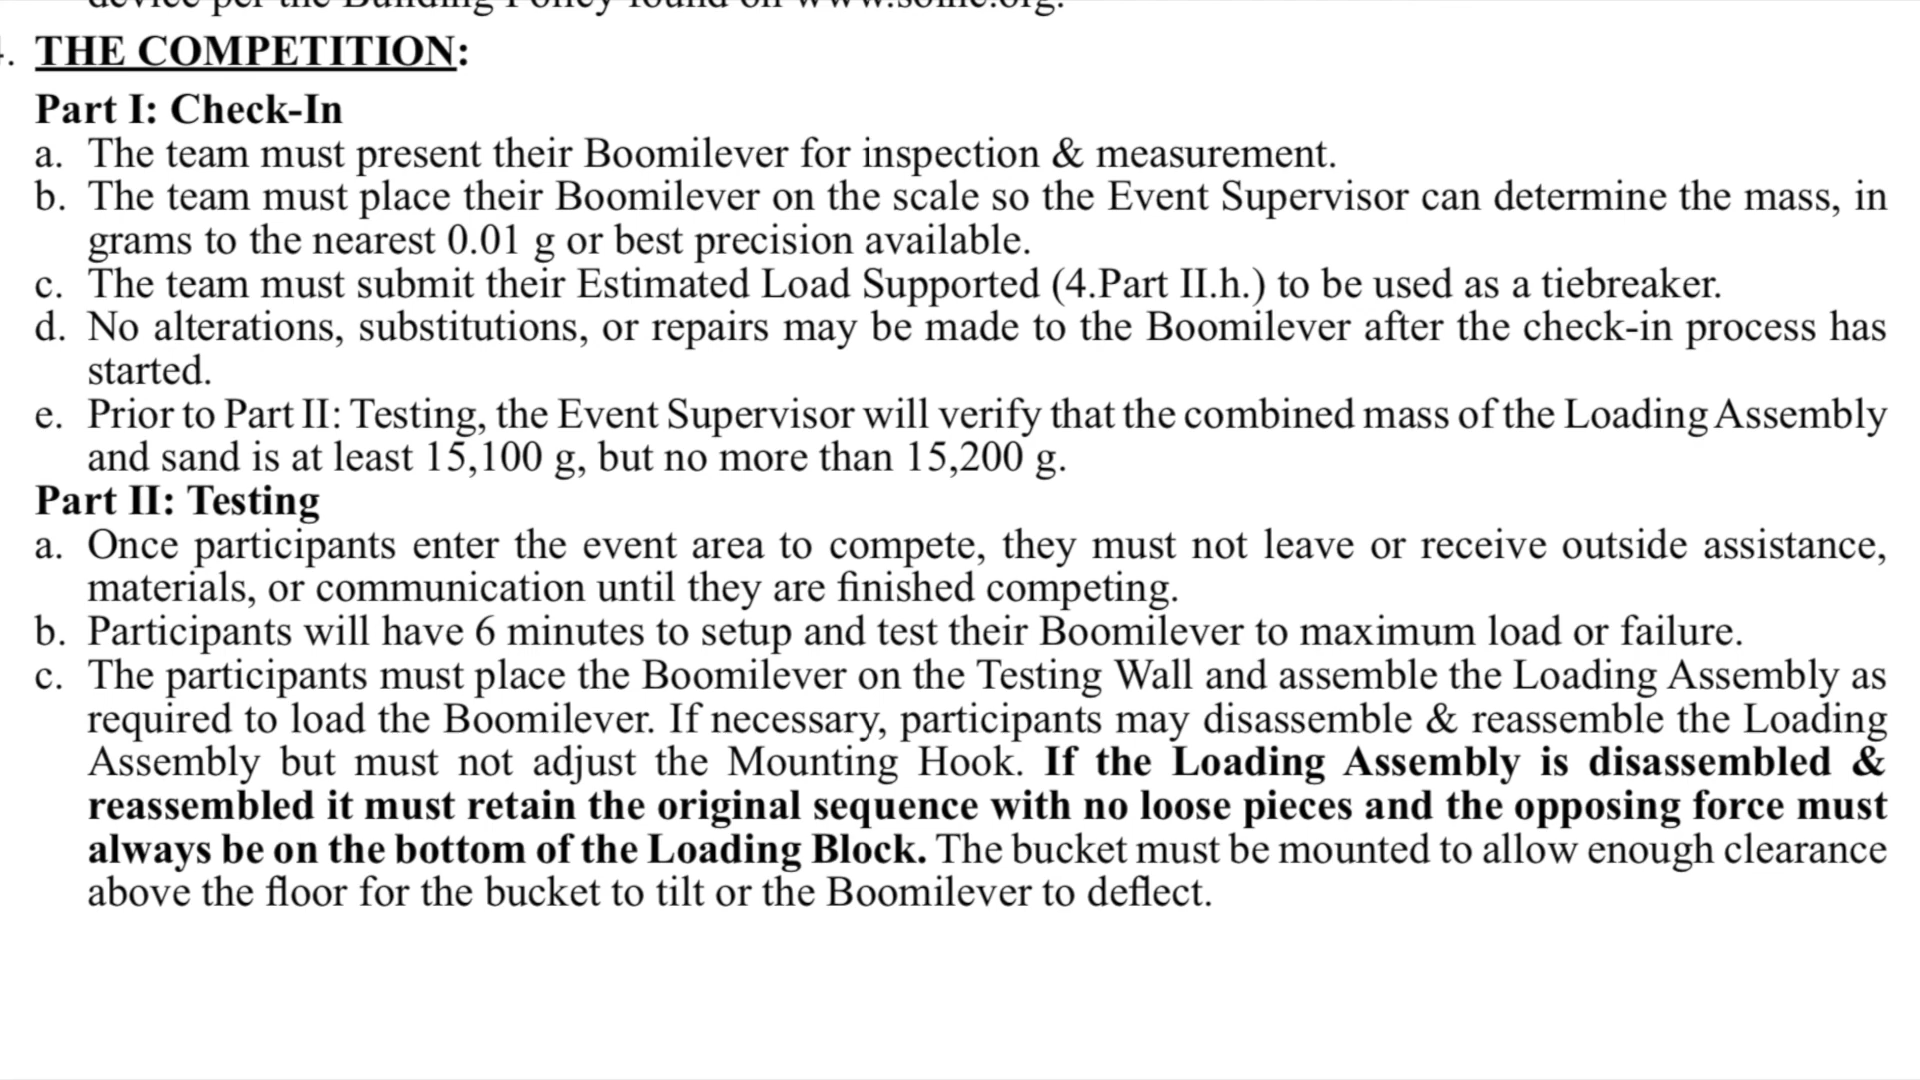 4. THE COMPETITION:
Part I: Check-In
a. The team must present their Boomilever for inspection & measurement.
b. The team must place their Boomilever on the scale so the Event Supervisor can determine the mass, in
grams to the nearest 0.01 g or best precision available.
c. The team must submit their Estimated Load Supported (4.Part II.h.) to be used as a tiebreaker.
d. No alterations, substitutions, or repairs may be made to the Boomilever after the check-in process has
started.
e. Prior to Part II: Testing, the Event Supervisor will verify that the combined mass of the Loading Assembly
and sand is at least 15,100 g, but no more than 15,200 g.
Part II: Testing
a. Once participants enter the event area to compete, they must not leave or receive outside assistance,
materials, or communication until they are finished competing.
b. Participants will have 6 minutes to setup and test their Boomilever to maximum load or failure.
c. The participants must place the Boomilever on the Testing Wall and assemble the Loading Assembly as
required to load the Boomilever. If necessary, participants may disassemble & reassemble the Loading
Assembly but must not adjust the Mounting Hook. If the Loading Assembly is disassembled &
reassembled it must retain the original sequence with no loose pieces and the opposing force must
always be on the bottom of the Loading Block. The bucket must be mounted to allow enough clearance
above the floor for the bucket to tilt or the Boomilever to deflect.